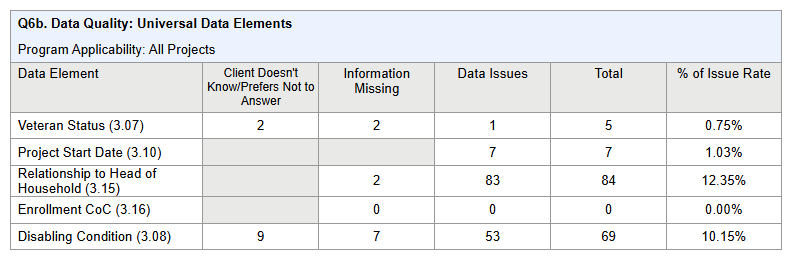 Q6b. Data Quality: Universal Data Elements
Program Applicability: All Projects
Data Element | Client Doesn't Know/Prefers Not to Answer | Information Missing | Data Issues | Total | % of Issue Rate
Veteran Status (3.07) | 2 | 2 | 1 | 5 | 0.75%
Project Start Date (3.10) | | | 7 | 7 | 1.03%
Relationship to Head of Household (3.15) | | 2 | 83 | 84 | 12.35%
Enrollment CoC (3.16) | | 0 | 0 | 0 | 0.00%
Disabling Condition (3.08) | 9 | 7 | 53 | 69 | 10.15%